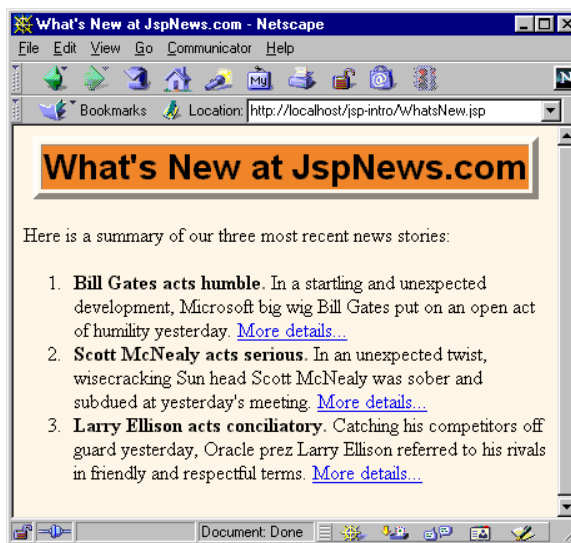 What's New at JspNews.com - Netscape
File Edit View Go Communicator Help
My
N
Bookmarks Location: http://localhost/jsp-intro/WhatsNew.jsp
What's New at JspNews.com
Here is a summary of our three most recent news stories:
1. Bill Gates acts humble. In a startling and unexpected
development, Microsoft big wig Bill Gates put on an open act
of humility yesterday. More details...
2. Scott McNealy acts serious. In an unexpected twist,
wisecracking Sun head Scott McNealy was sober and
subdued at yesterday's meeting. More details...
3. Larry Ellison acts conciliatory. Catching his competitors off
guard yesterday, Oracle prez Larry Ellison referred to his rivals
in friendly and respectful terms. More details...
Document: Done